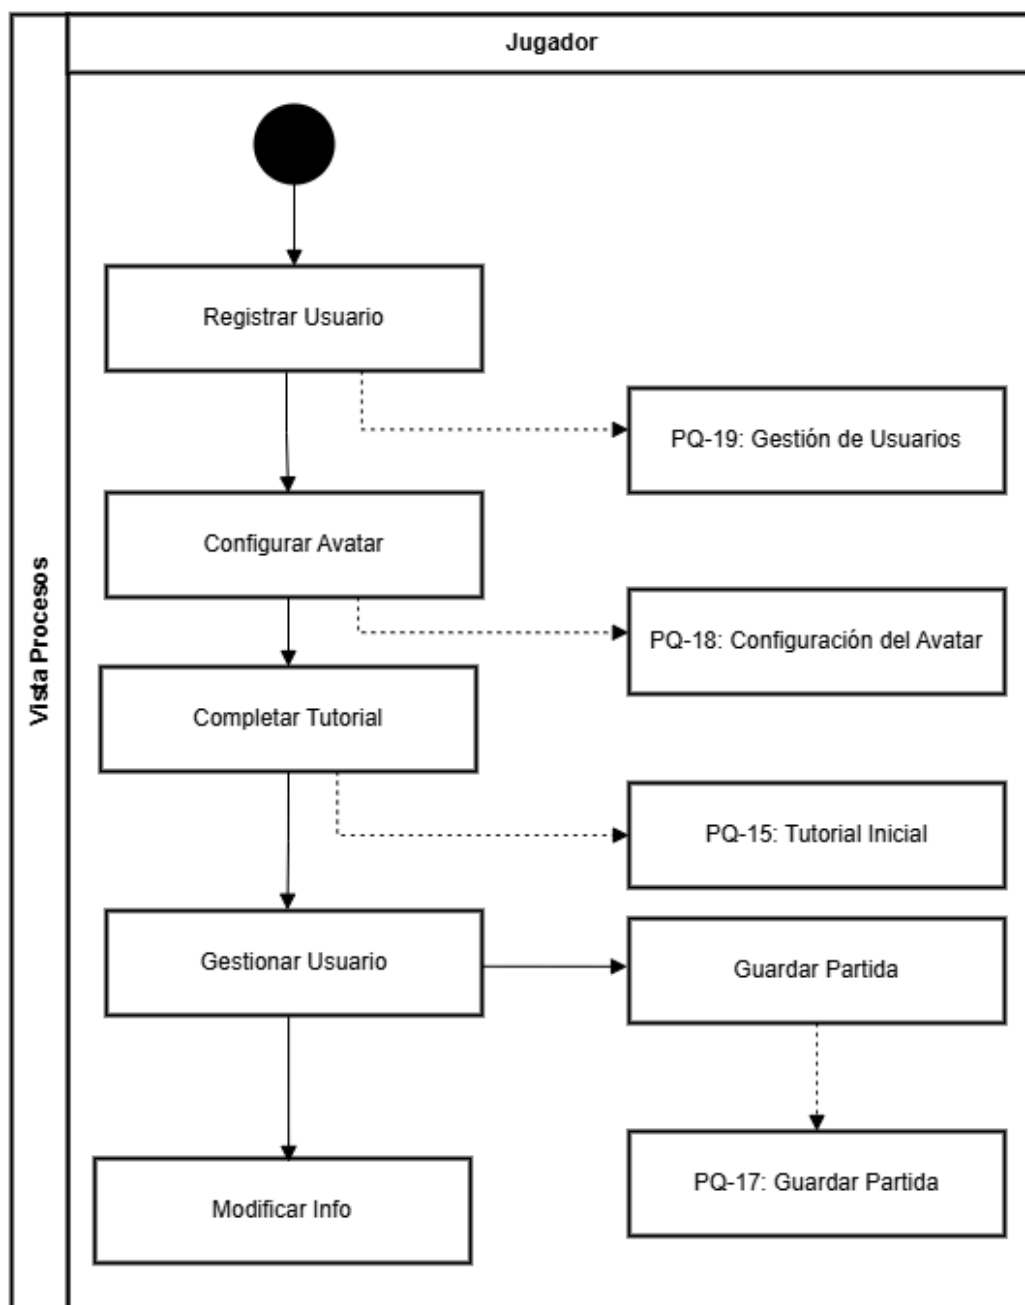 Jugador
Vista Procesos
Registrar Usuario
PQ-19: Gestión de Usuarios
Configurar Avatar
PQ-18: Configuración del Avatar
Completar Tutorial
PQ-15: Tutorial Inicial
Gestionar Usuario
Guardar Partida
PQ-17: Guardar Partida
Modificar Info